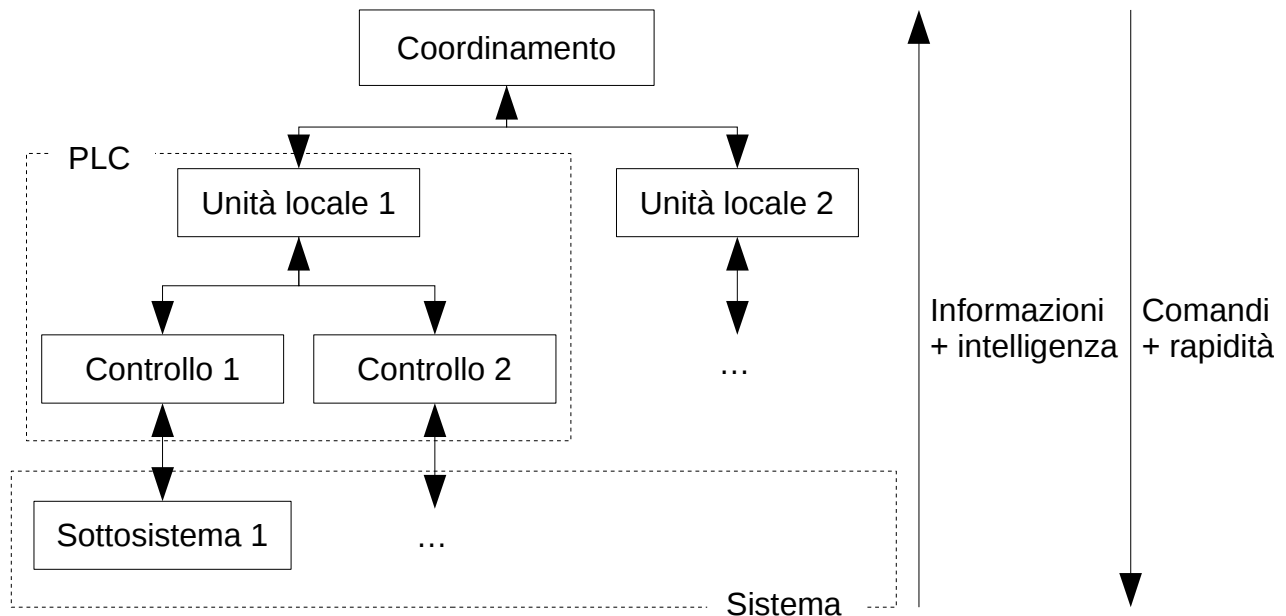 Coordinamento
PLC
Unità locale 1
Unità locale 2
Informazioni
+ intelligenza
Comandi
+ rapidità
Controllo 1
Controllo 2
...
Sottosistema 1
...
Sistema